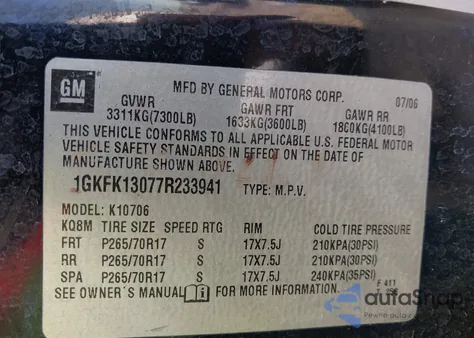 GM
MFD BY GENERAL MOTORS CORP. 07/06
GVWR GAWR FRT GAWR RR
3311KG(7300LB) 1633KG(3600LB) 1860KG(4100LB)
THIS VEHICLE CONFORMS TO ALL APPLICABLE U.S. FEDERAL MOTOR
VEHICLE SAFETY STANDARDS IN EFFECT ON THE DATE OF
MANUFACTURE SHOWN ABOVE.
1GKFK13077R233941 TYPE: M.P.V.
MODEL: K10706
KQ8M TIRE SIZE SPEED RTG RIM COLD TIRE PRESSURE
FRT P265/70R17 S 17X7.5J 210KPA(30PSI)
RR P265/70R17 S 17X7.5J 210KPA(30PSI)
SPA P265/70R17 S 17X7.5J 240KPA(35PSI)
SEE OWNER'S MANUAL i FOR MORE INFORMATION.
F 411
autaSnap
Pewne auto